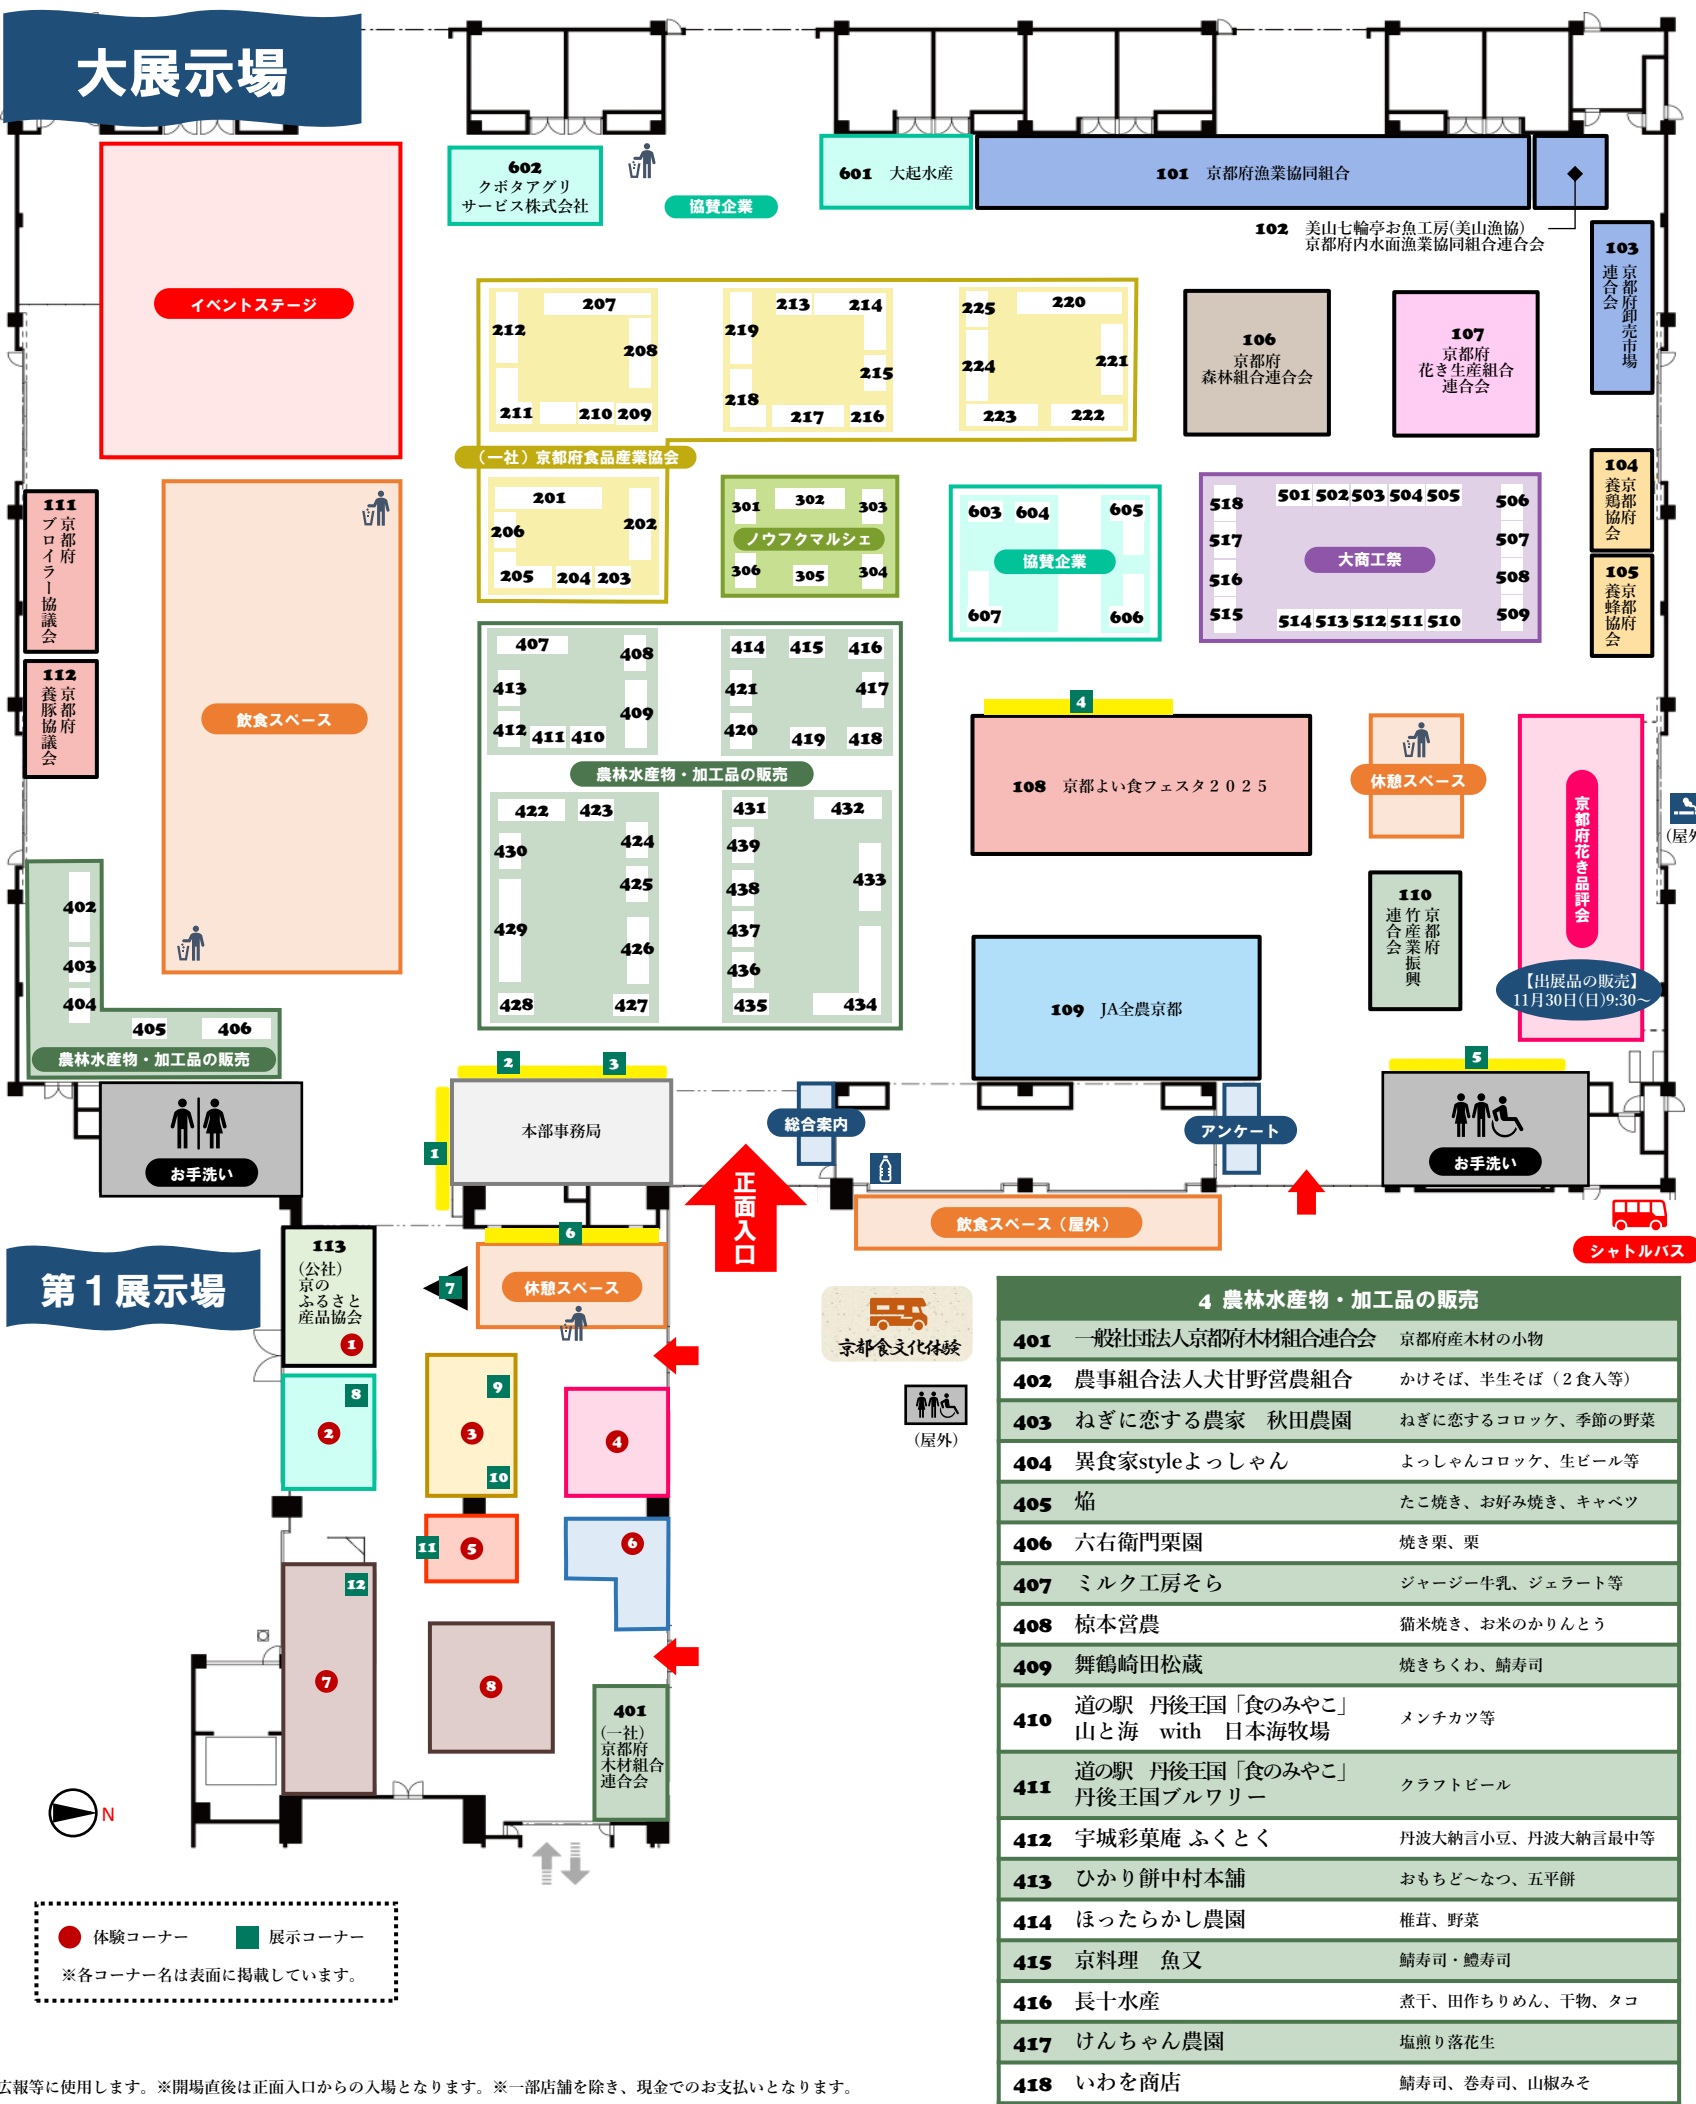 大展示場
602
クボタアグリ
サービス株式会社
協賛企業
601 大起水産
101 京都府漁業協同組合
102 美山七輪亭お魚工房(美山漁協)
京都府内水面漁業協同組合連合会
103
京都府卸売市場
連合会
イベントステージ
207
212
208
211
210
209
213
214
219
215
218
217
216
225
220
224
221
223
222
106
京都府
森林組合連合会
107
京都府
花き生産組合
連合会
(一社)京都府食品産業協会
201
206
202
205
204
203
301
302
303
ノウフクマルシェ
306
305
304
603
604
605
協賛企業
607
606
518
501
502
503
504
505
506
517
507
大商工祭
516
508
515
514
513
512
511
510
509
104
京都府
養鶏協会
105
京都府
養蜂協会
111
京都府
ブロイラー協議会
112
京都府
養豚協議会
飲食スペース
407
408
413
409
412
411
410
414
415
416
421
417
420
419
418
農林水産物・加工品の販売
422
423
424
430
425
429
426
428
427
431
432
439
433
438
437
436
435
434
4
108 京都よい食フェスタ2025
休憩スペース
京都府花き品評会
(屋外
110
京都府
竹産業振興
連合会
【出展品の販売】
11月30日(日)9:30～
109 JA全農京都
402
403
404
405
406
農林水産物・加工品の販売
お手洗い
2
3
1
本部事務局
総合案内
アンケート
5
お手洗い
正面入口
飲食スペース(屋外)
シャトルバス
第1展示場
113
(公社)
京の
ふるさと
産品協会
1
6
7
休憩スペース
京都食文化体験
(屋外)
8
2
9
3
10
4
11
5
6
12
7
8
401
(一社)
京都府
木材組合
連合会
N
体験コーナー
展示コーナー
※各コーナー名は表面に掲載しています。
4 農林水産物・加工品の販売
401 一般社団法人京都府木材組合連合会 京都府産木材の小物
402 農事組合法人犬甘野営農組合 かけそば、半生そば(2食入等)
403 ねぎに恋する農家　秋田農園 ねぎに恋するコロッケ、季節の野菜
404 異食家styleよっしゃん よっしゃんコロッケ、生ビール等
405 焔 たこ焼き、お好み焼き、キャベツ
406 六右衛門栗園 焼き栗、栗
407 ミルク工房そら ジャージー牛乳、ジェラート等
408 椋本営農 猫米焼き、お米のかりんとう
409 舞鶴崎田松蔵 焼きちくわ、鯖寿司
410 道の駅　丹後王国「食のみやこ」
山と海　with　日本海牧場 メンチカツ等
411 道の駅　丹後王国「食のみやこ」
丹後王国ブルワリー クラフトビール
412 宇城彩菓庵 ふくとく 丹波大納言小豆、丹波大納言最中等
413 ひかり餅中村本舗 おもちど～なつ、五平餅
414 ほったらかし農園 椎茸、野菜
415 京料理　魚又 鯖寿司・鱧寿司
416 長十水産 煮干、田作ちりめん、干物、タコ
417 けんちゃん農園 塩煎り落花生
418 いわを商店 鯖寿司、巻寿司、山椒みそ
広報等に使用します。※開場直後は正面入口からの入場となります。※一部店舗を除き、現金でのお支払いとなります。